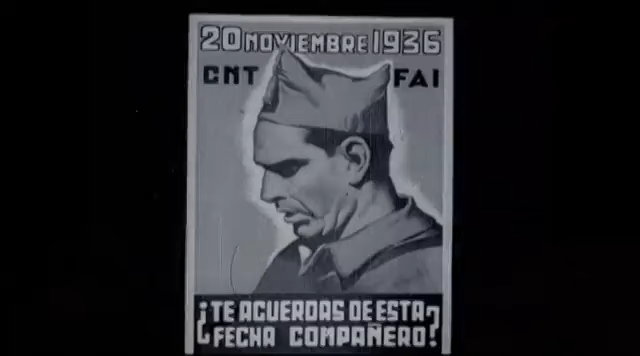 20 NOVIEMBRE 1936
CNT FAI
¿TE ACUERDAS DE ESTA
FECHA COMPAÑERO?